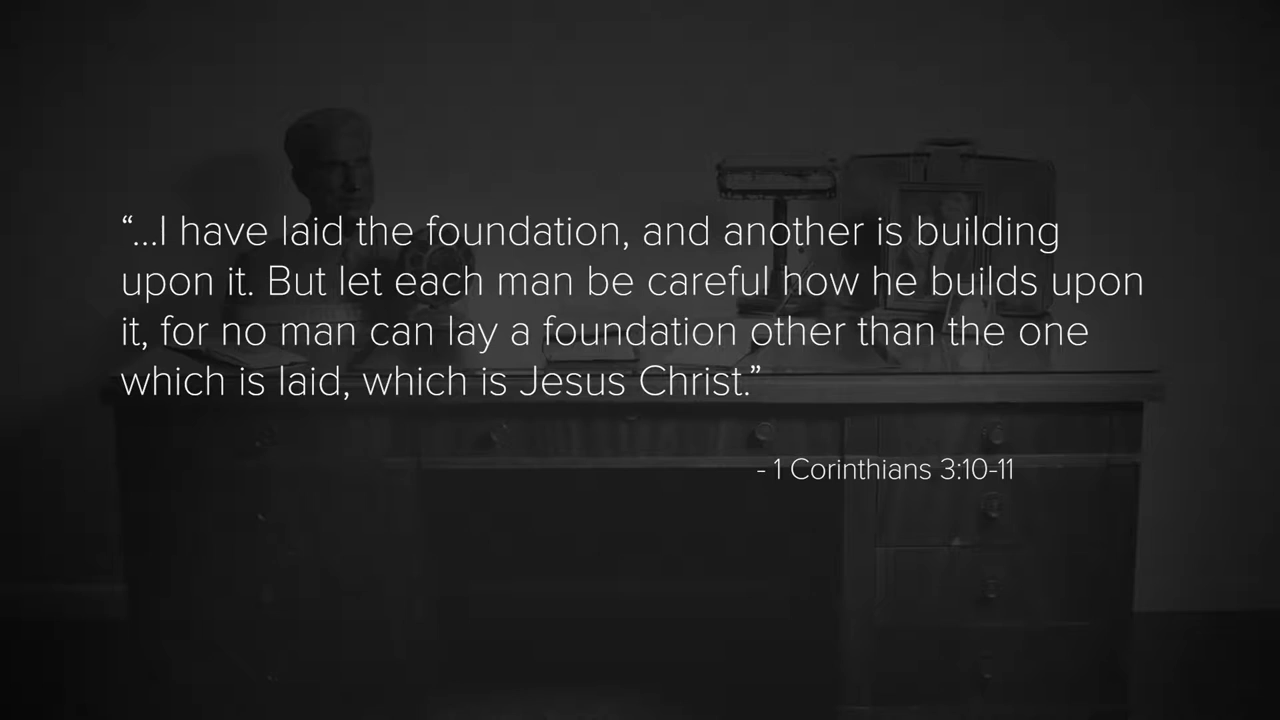 “...I have laid the foundation, and another is building
upon it. But let each man be careful how he builds upon
it, for no man can lay a foundation other than the one
which is laid, which is Jesus Christ.”
- 1 Corinthians 3:10-11